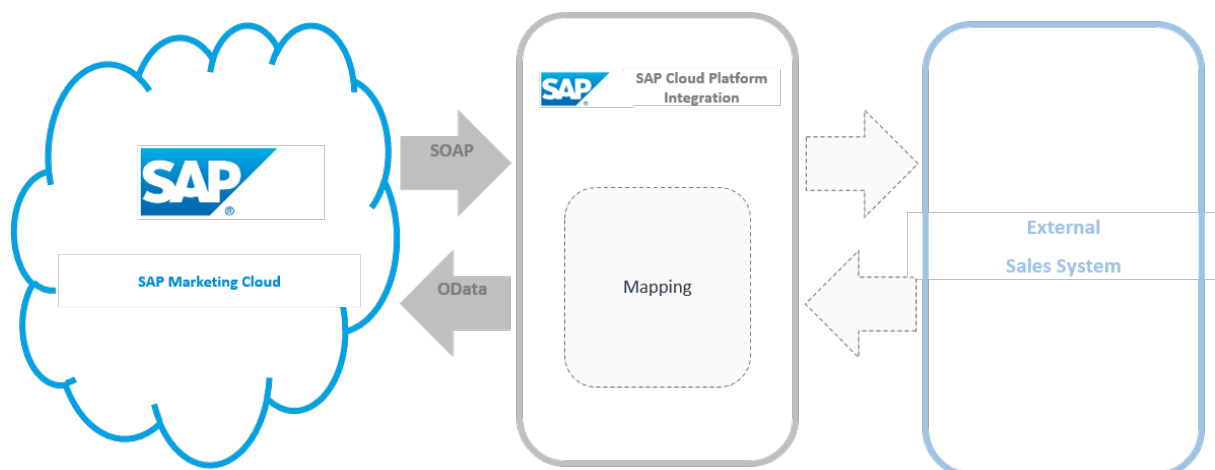 SAP
®
SAP Marketing Cloud
SOAP
OData
SAP
®
SAP Cloud Platform
Integration
Mapping
External
Sales System